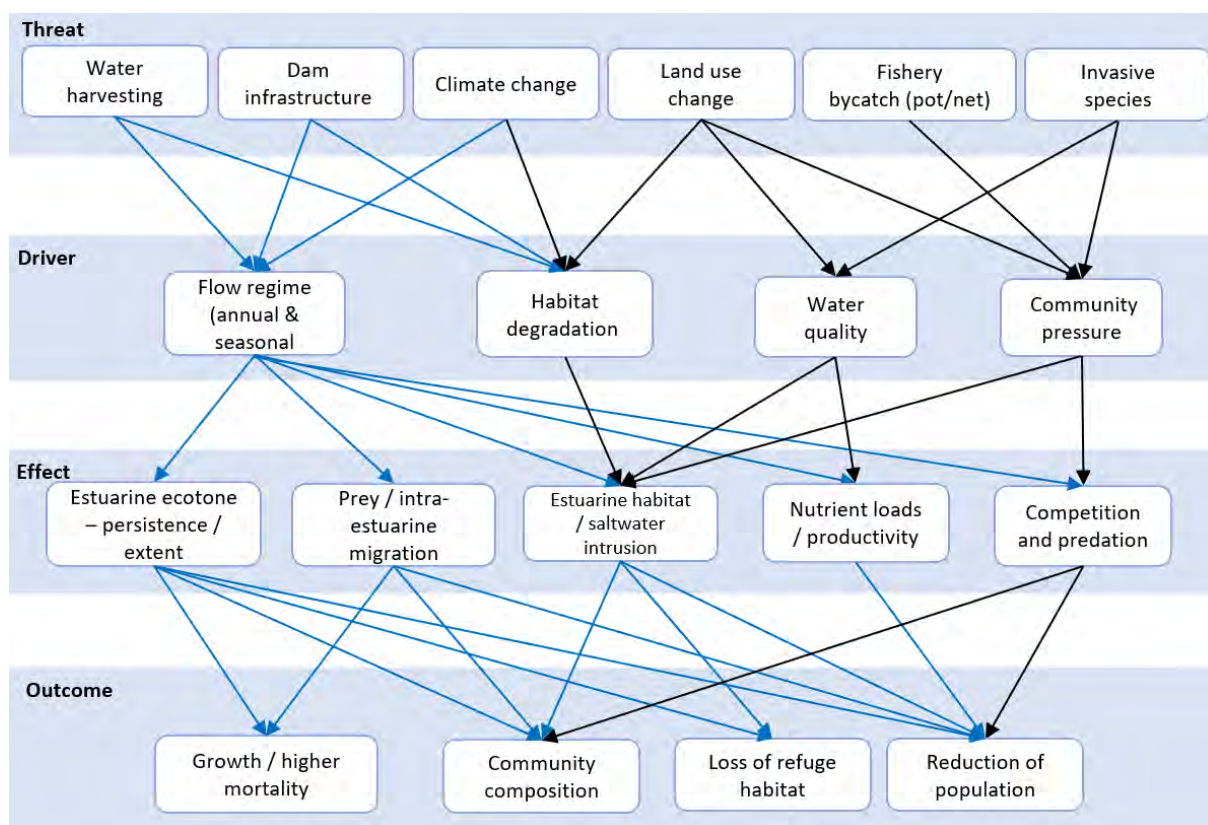 Threat
Water
harvesting
Dam
infrastructure
Climate change
Land use
change
Fishery
bycatch (pot/net)
Invasive
species
Driver
Flow regime
(annual &
seasonal
Habitat
degradation
Water
quality
Community
pressure
Effect
Estuarine ecotone
– persistence /
extent
Prey / intra-
estuarine
migration
Estuarine habitat
/ saltwater
intrusion
Nutrient loads
/ productivity
Competition
and predation
Outcome
Growth / higher
mortality
Community
composition
Loss of refuge
habitat
Reduction of
population